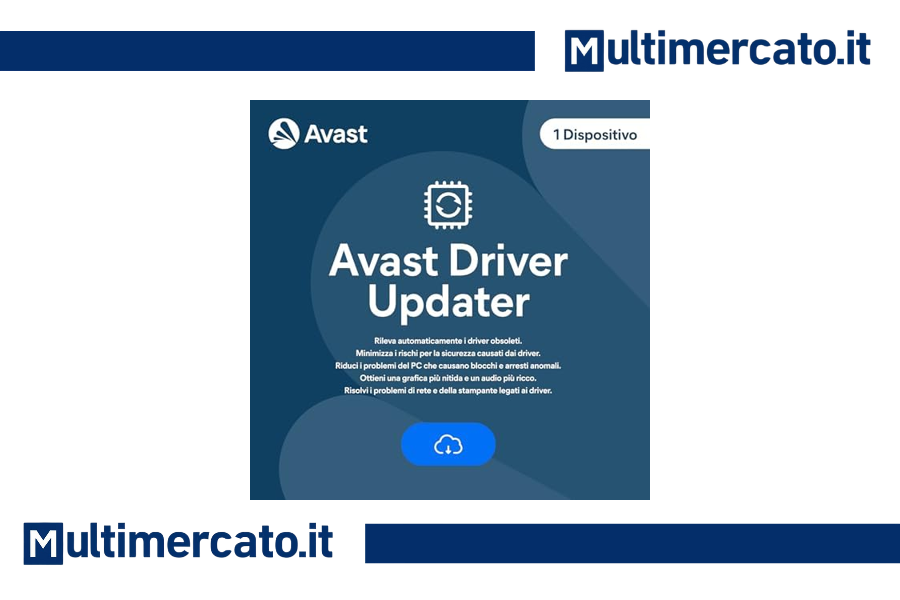 Multimercato.it
Avast
1 Dispositivo
Avast Driver
Updater
Rileva automaticamente i driver obsoleti.
Minimizza i rischi per la sicurezza causati dai driver.
Riduci i problemi del PC che causano blocchi e arresti anomali.
Ottieni una grafica più nitida e un audio più ricco.
Risolvi i problemi di rete e della stampante legati ai driver.
Multimercato.it